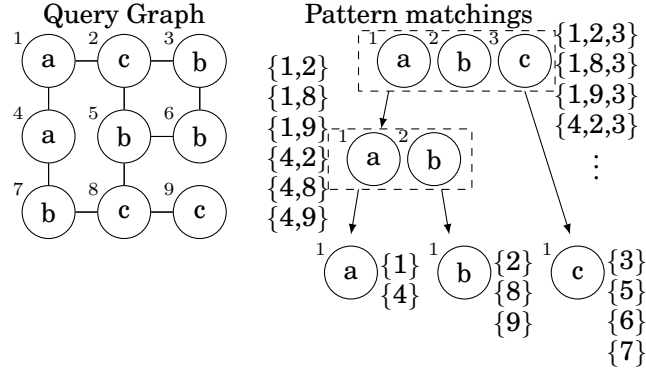 Query Graph
1 2 3
a c b
4 5 6
a b b
7 8 9
b c c
Pattern matchings
1 2 3
a b c
{1,2,3}
{1,8,3}
{1,9,3}
{4,2,3}
⋮
{1,2}
{1,8}
{1,9}
{4,2}
{4,8}
{4,9}
1 2
a b
1
a
{1}
{4}
1
b
{2}
{8}
{9}
1
c
{3}
{5}
{6}
{7}